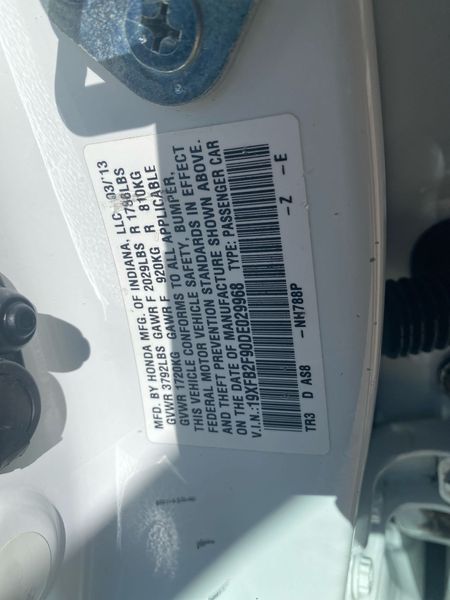 MFD. BY HONDA MFG. OF INDIANA, LLC 03/13
GVWR 3792LBS GAWR F 2029LBS R 1786LBS
GVWR 1720KG GAWR F 920KG R 810KG
THIS VEHICLE CONFORMS TO ALL APPLICABLE
FEDERAL MOTOR VEHICLE SAFETY, BUMPER,
AND THEFT PREVENTION STANDARDS IN EFFECT
ON THE DATE OF MANUFACTURE SHOWN ABOVE.
V.I.N.:19XFB2F90DE029968 TYPE: PASSENGER CAR
TR3 D AS8 -NH788P -Z -E